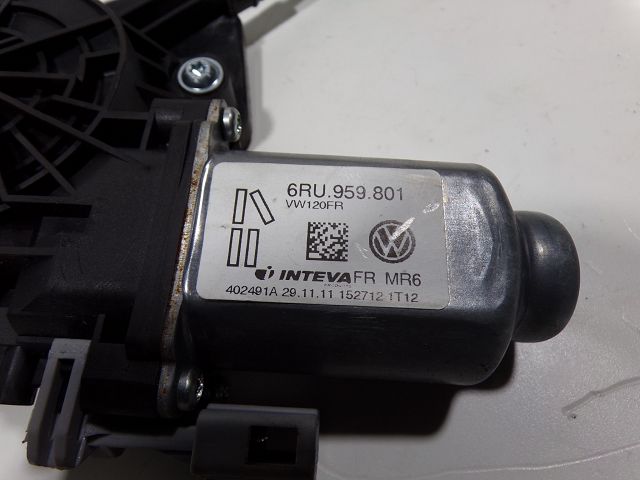 6RU.959.801
VW120FR
INTEVA FR MR6
402491A 29.11.11 152712 1T12